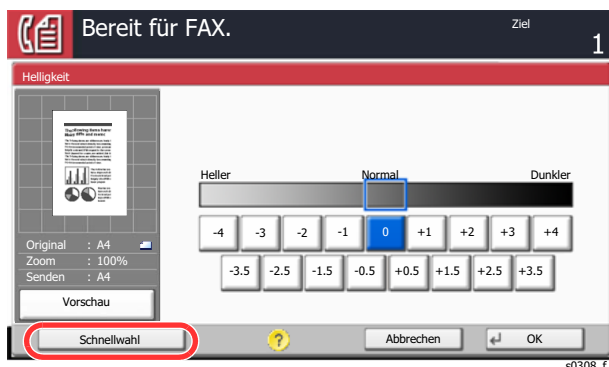 Bereit für FAX.
Ziel
1
Helligkeit
Heller Normal Dunkler
-4 -3 -2 -1 0 +1 +2 +3 +4
-3.5 -2.5 -1.5 -0.5 +0.5 +1.5 +2.5 +3.5
Original : A4
Zoom : 100%
Senden : A4
Vorschau
Schnellwahl
?
Abbrechen
OK